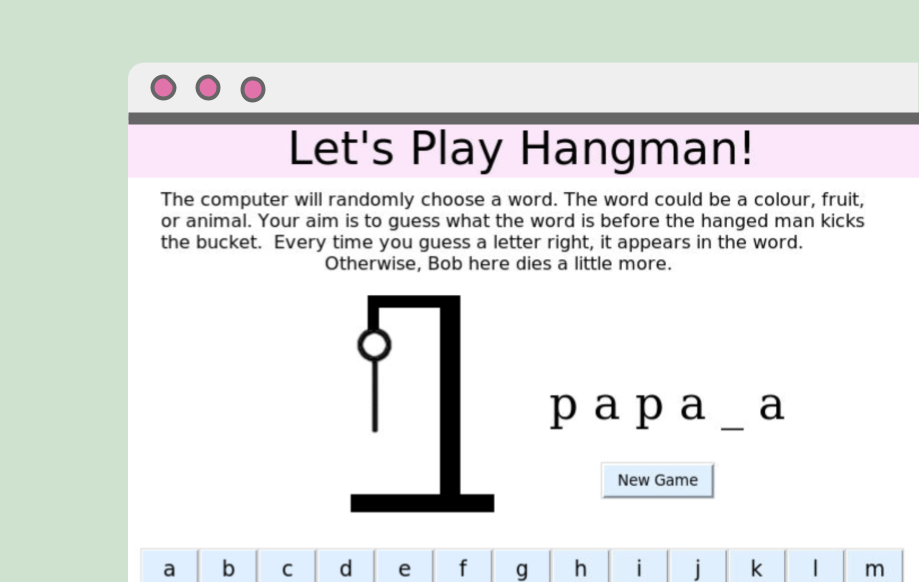 Let's Play Hangman!
The computer will randomly choose a word. The word could be a colour, fruit,
or animal. Your aim is to guess what the word is before the hanged man kicks
the bucket.  Every time you guess a letter right, it appears in the word.
Otherwise, Bob here dies a little more.
p a p a _ a
New Game
a b c d e f g h i j k l m